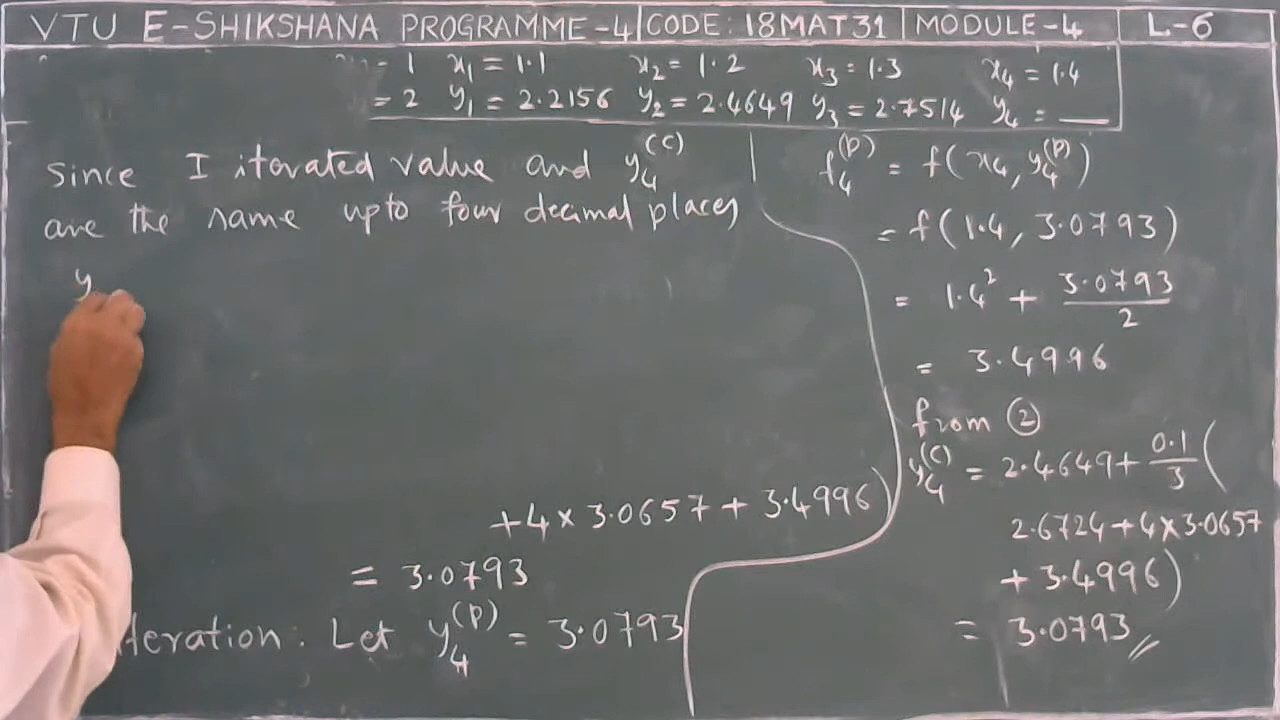 VTU E-SHIKSHANA PROGRAMME-4 CODE: 18MAT31 MODULE-4 L-6
= 1 x₁ = 1.1 x₂ = 1.2 x₃ = 1.3 x₄ = 1.4
= 2 y₁ = 2.2156 y₂ = 2.4649 y₃ = 2.7514 y₄ = __
Since I iterated value and y₄^(C)
are the same upto four decimal places
y
+4 × 3.0657 + 3.4996)
= 3.0793
teration. Let y₄^(P) = 3.0793
f₄^(P) = f(x₄, y₄^(P))
= f(1.4, 3.0793)
= 1.4² + 3.0793/2
= 3.4996
from ②
y₄^(C) = 2.4649 + 0.1/3 (
2.6724 + 4×3.0657
+ 3.4996)
= 3.0793